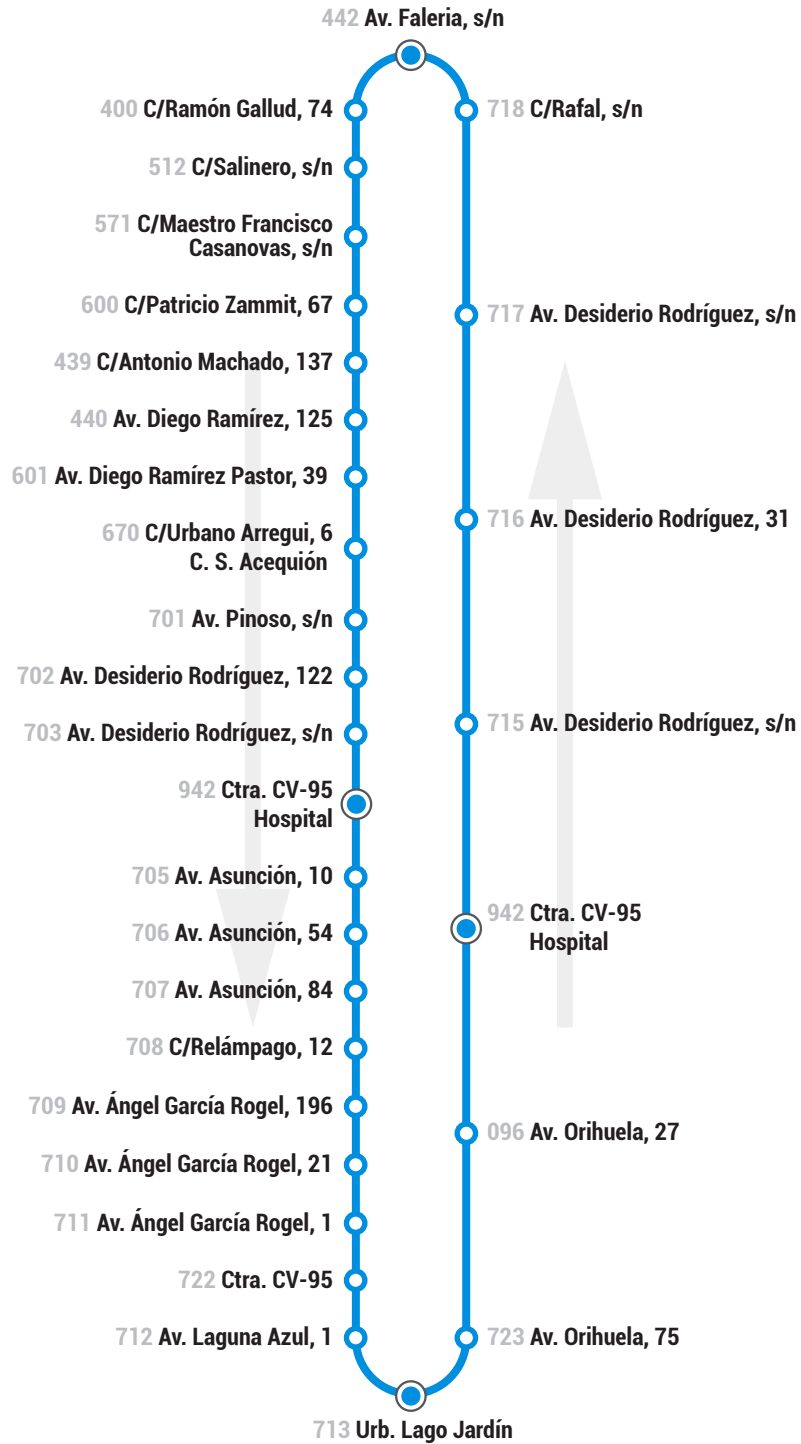 442 Av. Faleria, s/n
400 C/Ramón Gallud, 74
512 C/Salinero, s/n
571 C/Maestro Francisco
Casanovas, s/n
600 C/Patricio Zammit, 67
439 C/Antonio Machado, 137
440 Av. Diego Ramírez, 125
601 Av. Diego Ramírez Pastor, 39
670 C/Urbano Arregui, 6
C. S. Acequión
701 Av. Pinoso, s/n
702 Av. Desiderio Rodríguez, 122
703 Av. Desiderio Rodríguez, s/n
942 Ctra. CV-95
Hospital
705 Av. Asunción, 10
706 Av. Asunción, 54
707 Av. Asunción, 84
708 C/Relámpago, 12
709 Av. Ángel García Rogel, 196
710 Av. Ángel García Rogel, 21
711 Av. Ángel García Rogel, 1
722 Ctra. CV-95
712 Av. Laguna Azul, 1
713 Urb. Lago Jardín
718 C/Rafal, s/n
717 Av. Desiderio Rodríguez, s/n
716 Av. Desiderio Rodríguez, 31
715 Av. Desiderio Rodríguez, s/n
942 Ctra. CV-95
Hospital
096 Av. Orihuela, 27
723 Av. Orihuela, 75